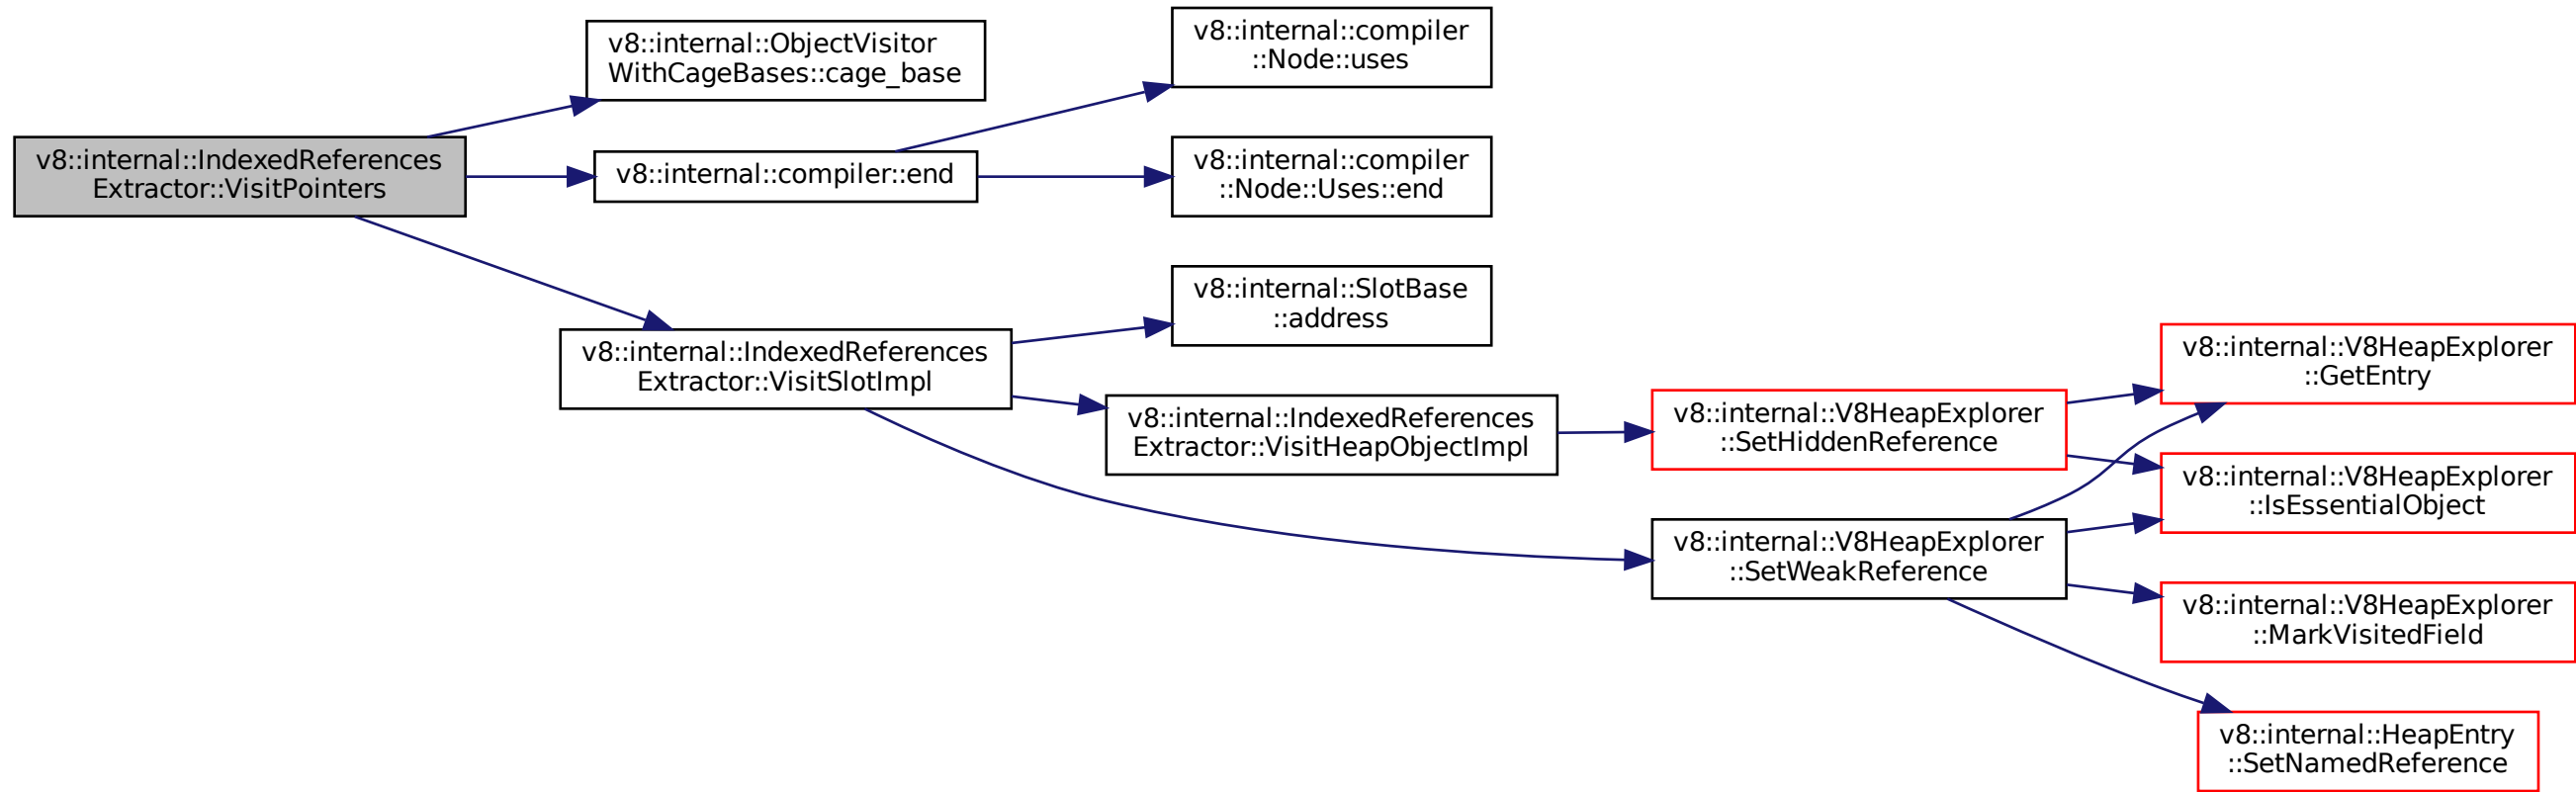 v8::internal::IndexedReferences
Extractor::VisitPointers
v8::internal::ObjectVisitor
WithCageBases::cage_base
v8::internal::compiler::end
v8::internal::compiler
::Node::uses
v8::internal::compiler
::Node::Uses::end
v8::internal::IndexedReferences
Extractor::VisitSlotImpl
v8::internal::SlotBase
::address
v8::internal::IndexedReferences
Extractor::VisitHeapObjectImpl
v8::internal::V8HeapExplorer
::SetHiddenReference
v8::internal::V8HeapExplorer
::SetWeakReference
v8::internal::V8HeapExplorer
::GetEntry
v8::internal::V8HeapExplorer
::IsEssentialObject
v8::internal::V8HeapExplorer
::MarkVisitedField
v8::internal::HeapEntry
::SetNamedReference